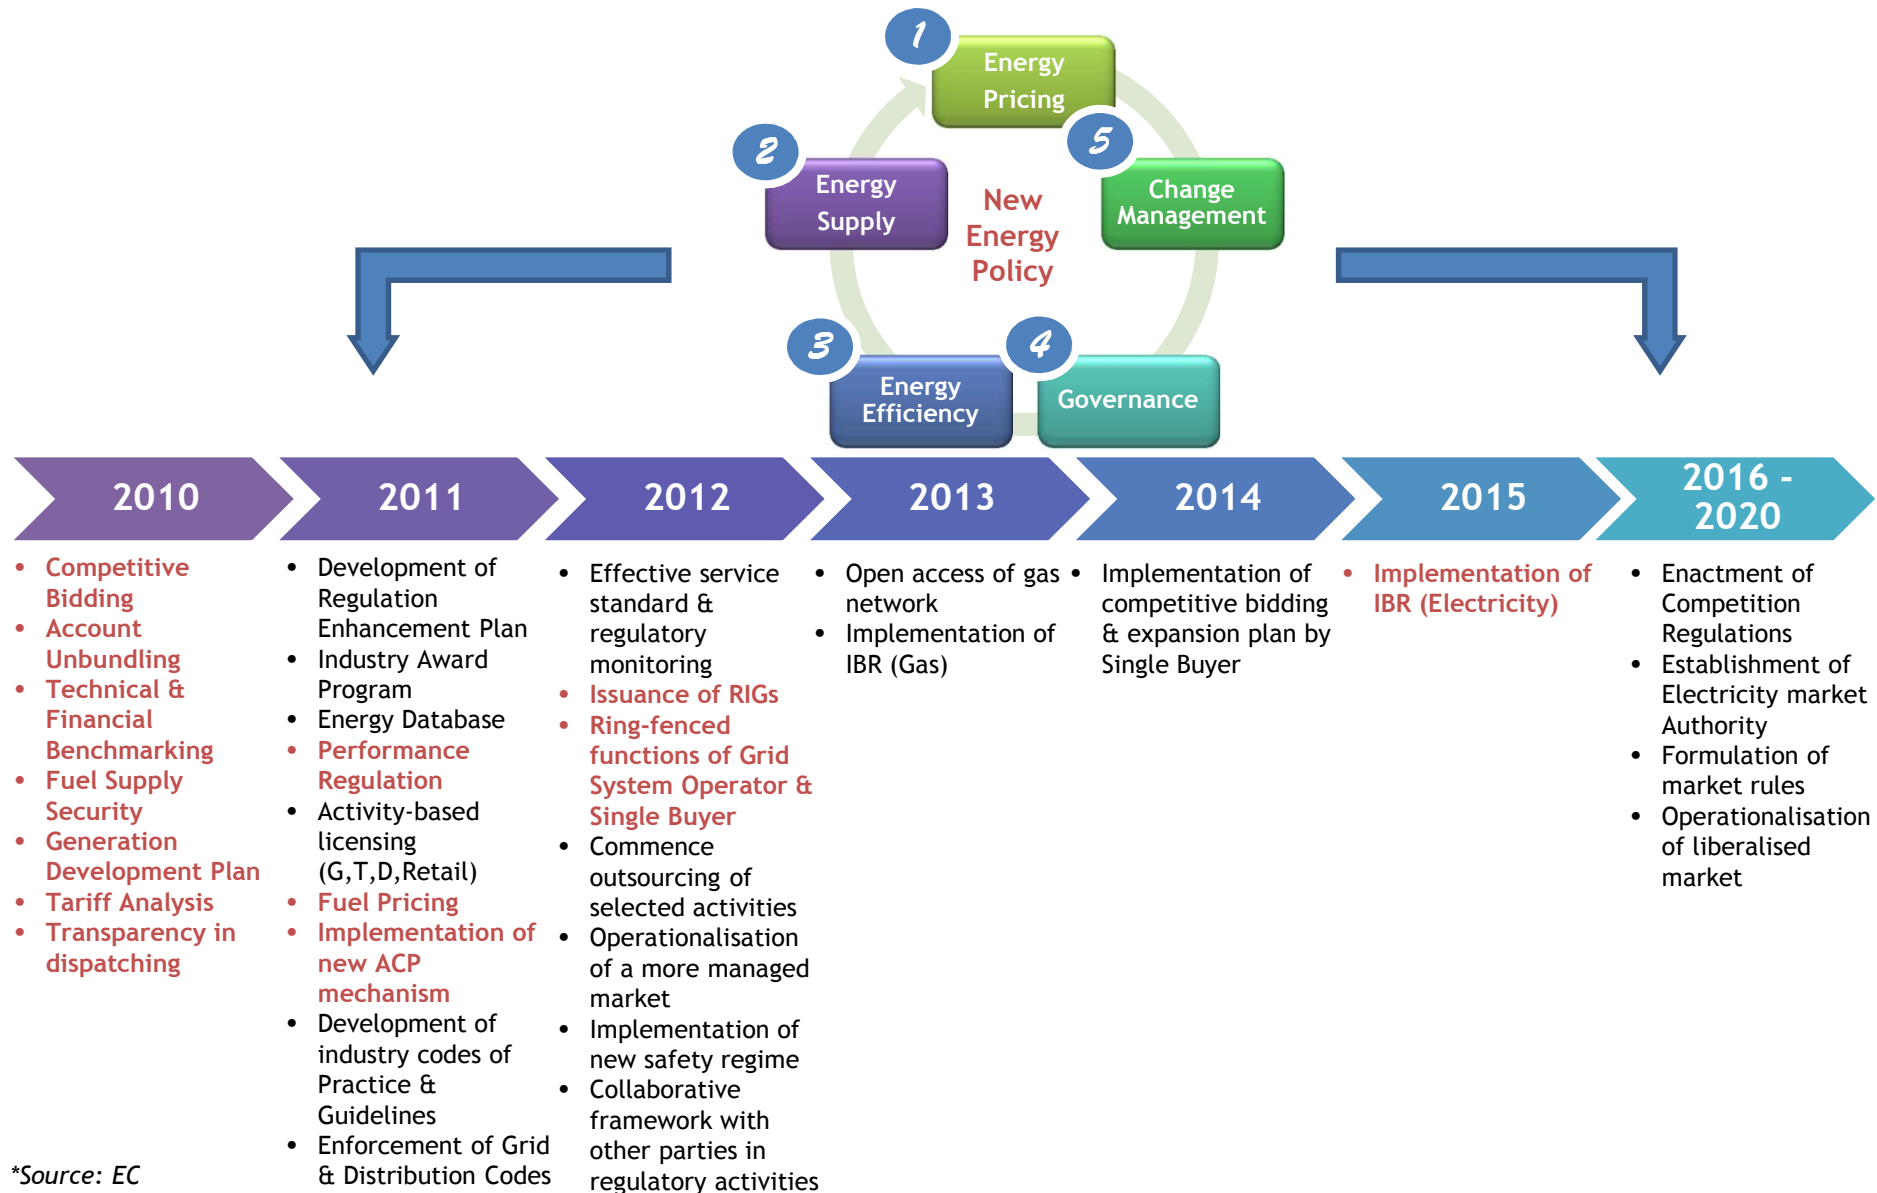 1
Energy
Pricing
5
Change
Management
2
Energy
Supply
New
Energy
Policy
3
Energy
Efficiency
4
Governance
2010
2011
2012
2013
2014
2015
2016 -
2020
• Competitive
Bidding
• Account
Unbundling
• Technical &
Financial
Benchmarking
• Fuel Supply
Security
• Generation
Development Plan
• Tariff Analysis
• Transparency in
dispatching
• Development of
Regulation
Enhancement Plan
• Industry Award
Program
• Energy Database
• Performance
Regulation
• Activity-based
licensing
(G,T,D,Retail)
• Fuel Pricing
• Implementation of
new ACP
mechanism
• Development of
industry codes of
Practice &
Guidelines
• Enforcement of Grid
& Distribution Codes
• Effective service
standard &
regulatory
monitoring
• Issuance of RIGs
• Ring-fenced
functions of Grid
System Operator &
Single Buyer
• Commence
outsourcing of
selected activities
• Operationalisation
of a more managed
market
• Implementation of
new safety regime
• Collaborative
framework with
other parties in
regulatory activities
• Open access of gas
network
• Implementation of
IBR (Gas)
• Implementation of
competitive bidding
& expansion plan by
Single Buyer
• Implementation of
IBR (Electricity)
• Enactment of
Competition
Regulations
• Establishment of
Electricity market
Authority
• Formulation of
market rules
• Operationalisation
of liberalised
market
*Source: EC